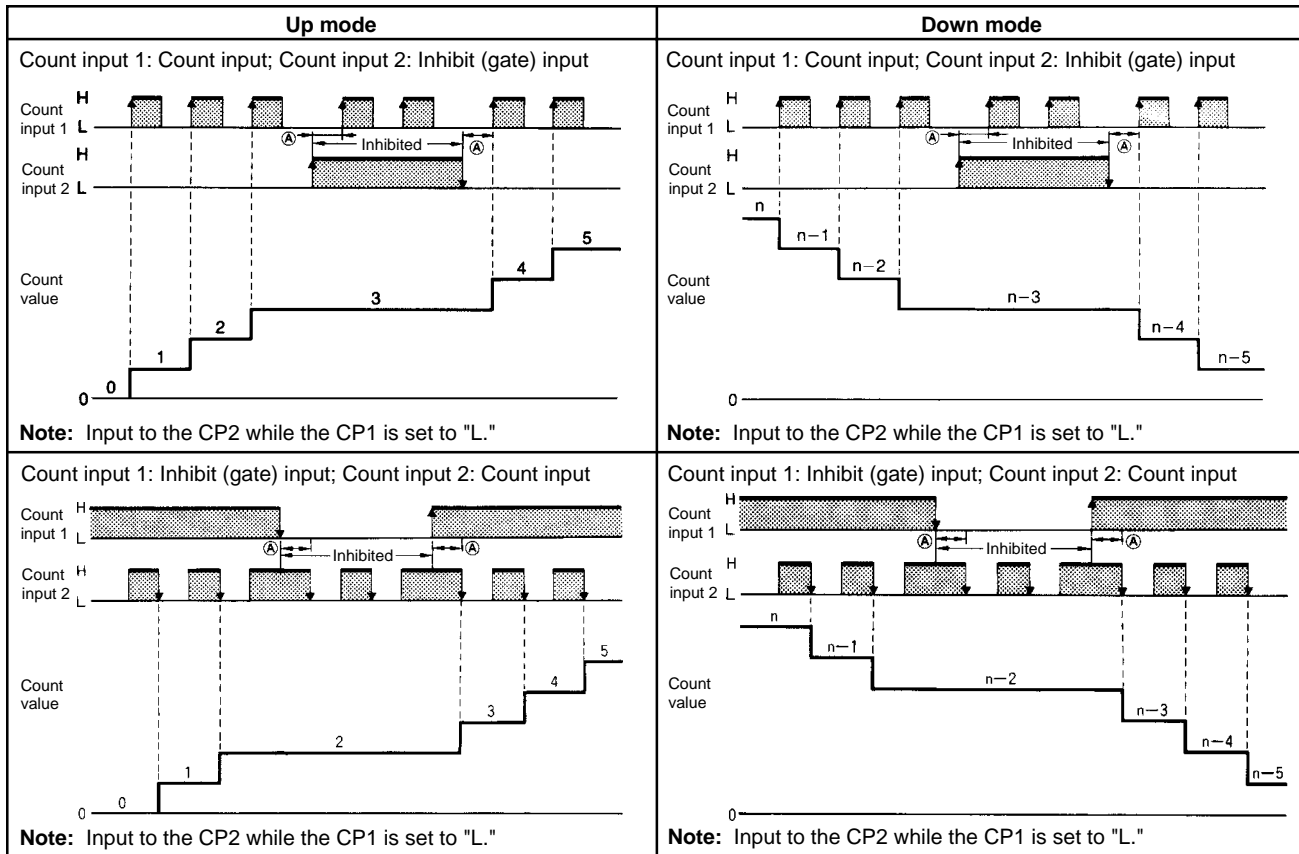 Up mode
Down mode
Count input 1: Count input; Count input 2: Inhibit (gate) input
H
Count
input 1
L
Ⓐ
Inhibited
Ⓐ
H
Count
input 2
L
Count
value
0
0
1
2
3
4
5
Note: Input to the CP2 while the CP1 is set to "L."
Count input 1: Count input; Count input 2: Inhibit (gate) input
H
Count
input 1
L
Ⓐ
Inhibited
Ⓐ
H
Count
input 2
L
Count
value
n
n−1
n−2
n−3
n−4
n−5
0
Note: Input to the CP2 while the CP1 is set to "L."
Count input 1: Inhibit (gate) input; Count input 2: Count input
H
Count
input 1
L
Ⓐ
Inhibited
Ⓐ
Count
input 2
H
L
Count
value
0
0
1
2
3
4
5
Note: Input to the CP2 while the CP1 is set to "L."
Count input 1: Inhibit (gate) input; Count input 2: Count input
H
Count
input 1
L
Ⓐ
Inhibited
Ⓐ
Count
input 2
H
L
Count
value
n
n−1
n−2
n−3
n−4
n−5
0
Note: Input to the CP2 while the CP1 is set to "L."